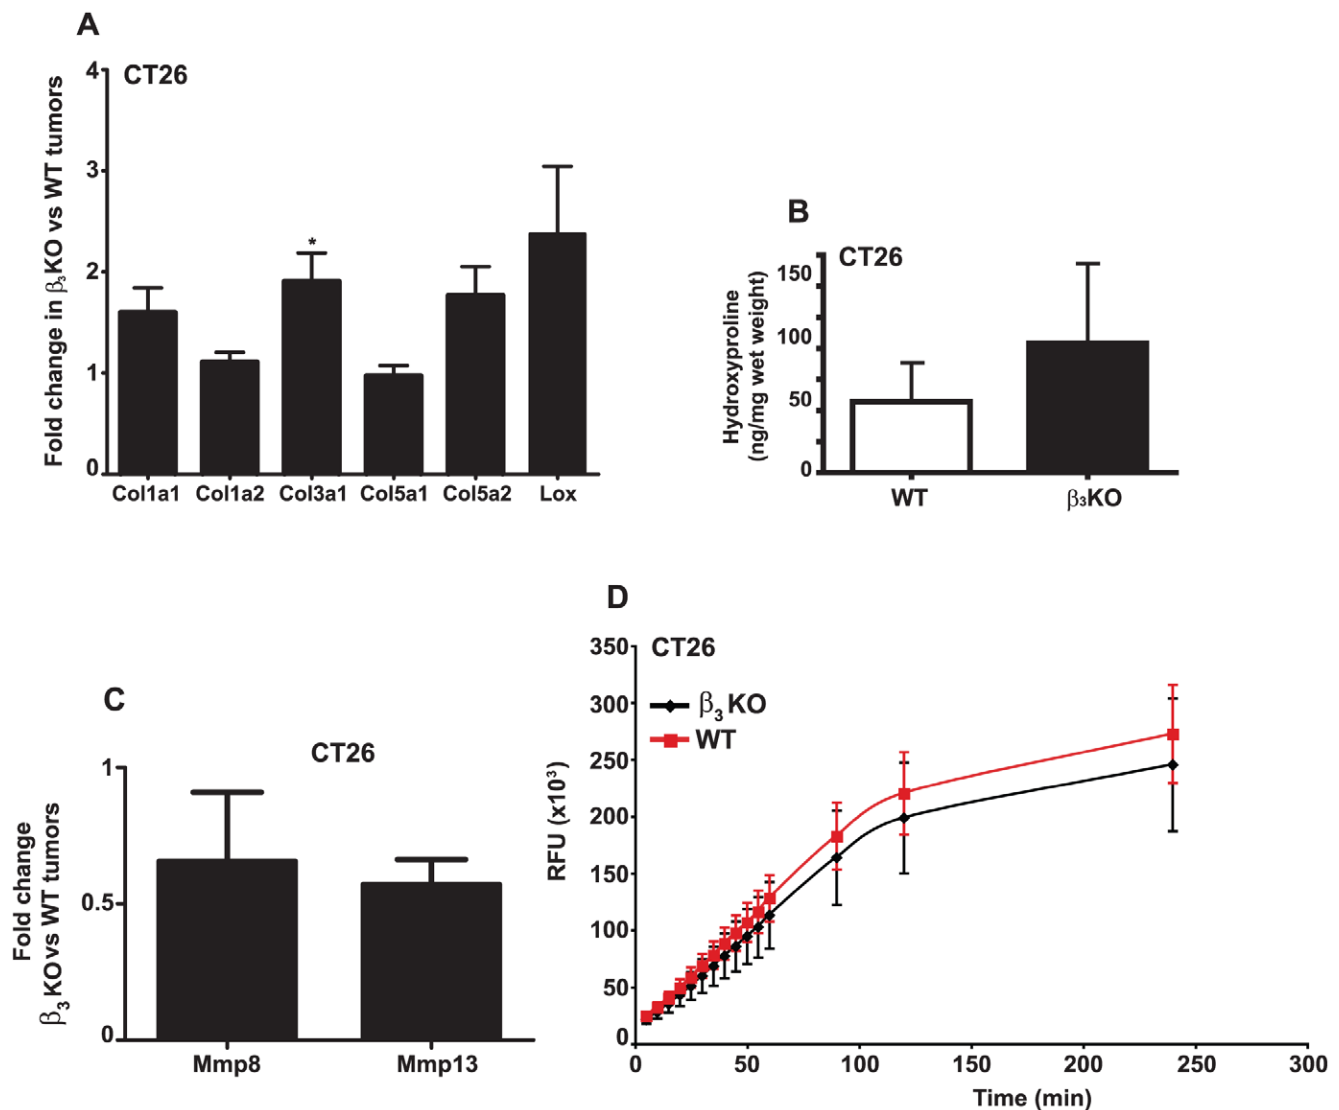 A
CT26
Fold change in β₃KO vs WT tumors
4
3
2
1
0
*
Col1a1 Col1a2 Col3a1 Col5a1 Col5a2 Lox
B
CT26
Hydroxyproline
(ng/mg wet weight)
150
100
50
0
WT β₃KO
C
CT26
Fold change
β₃ KO vs WT tumors
1
0.5
0
Mmp8 Mmp13
D
CT26
β₃ KO
WT
RFU (x10³)
350
300
250
200
150
100
50
0
0 50 100 150 200 250 300
Time (min)